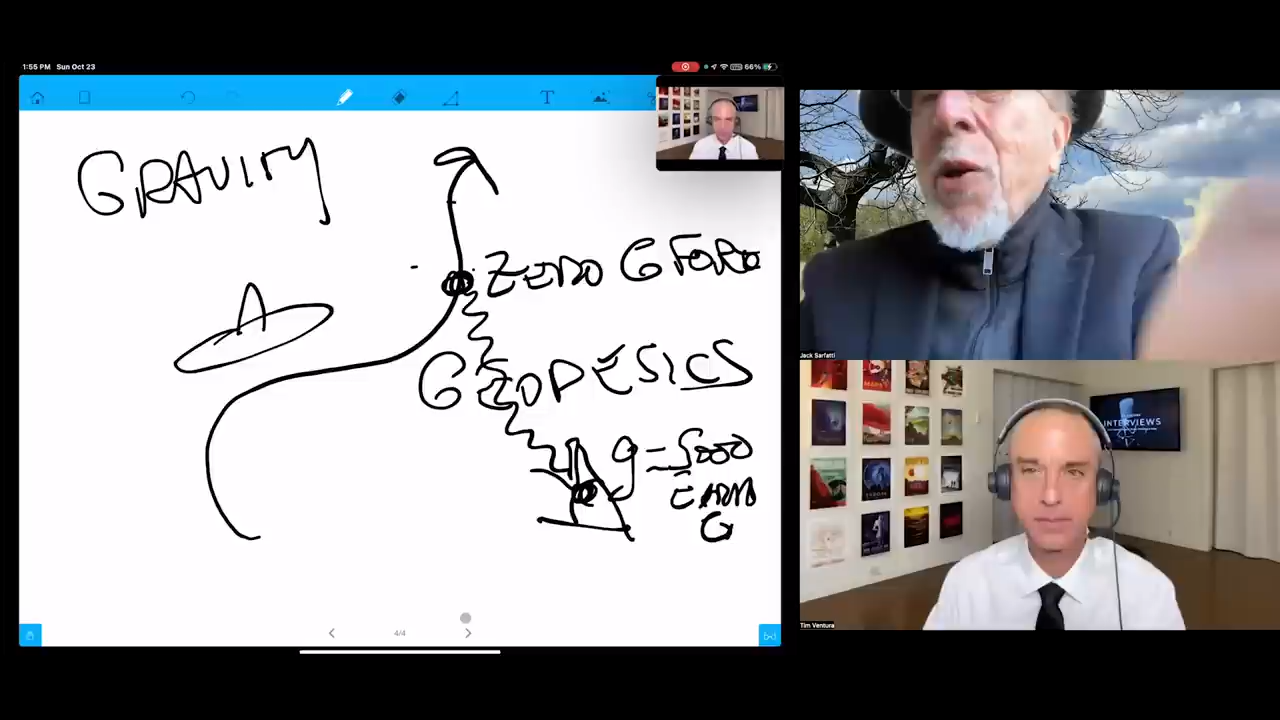 1:55 PM Sun Oct 23
66%
T
GRAVITY
ZERO G FORCE
GEODESICS
g = 5000
EARTH
G
4/4
Jack Sarfatti
INTERVIEWS
Tim Ventura